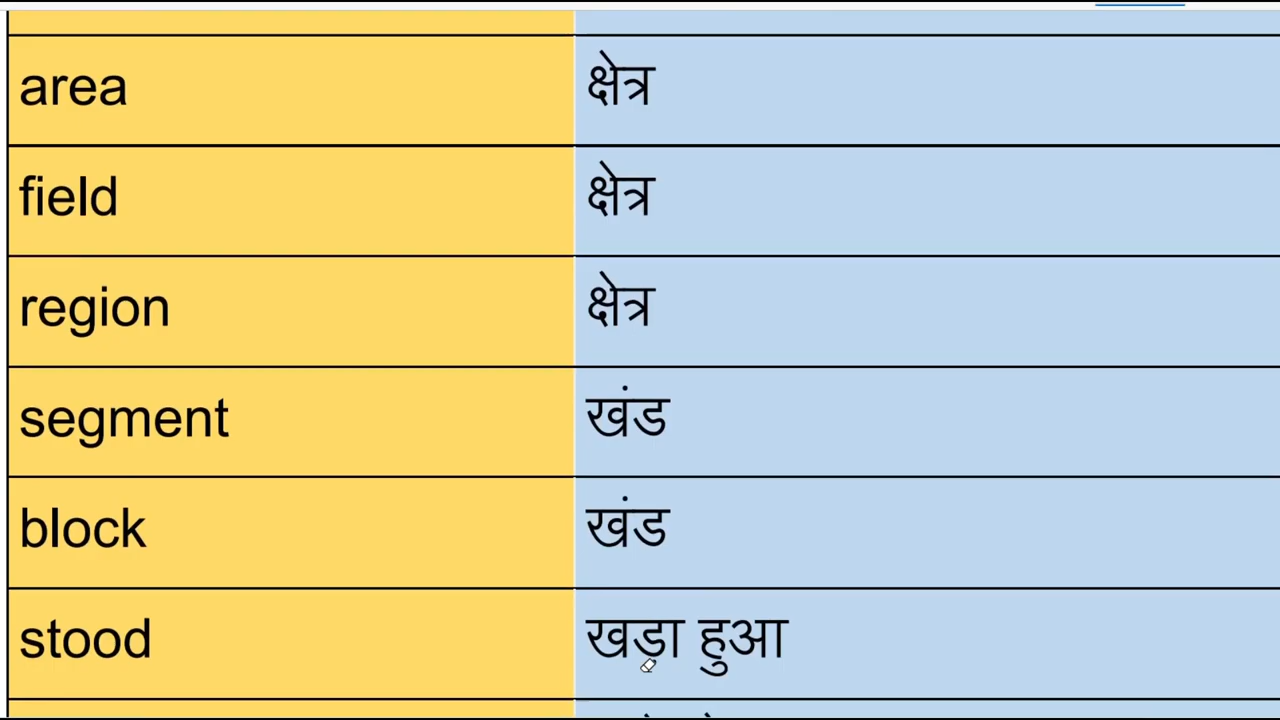 area क्षेत्र
field क्षेत्र
region क्षेत्र
segment खंड
block खंड
stood खड़ा हुआ